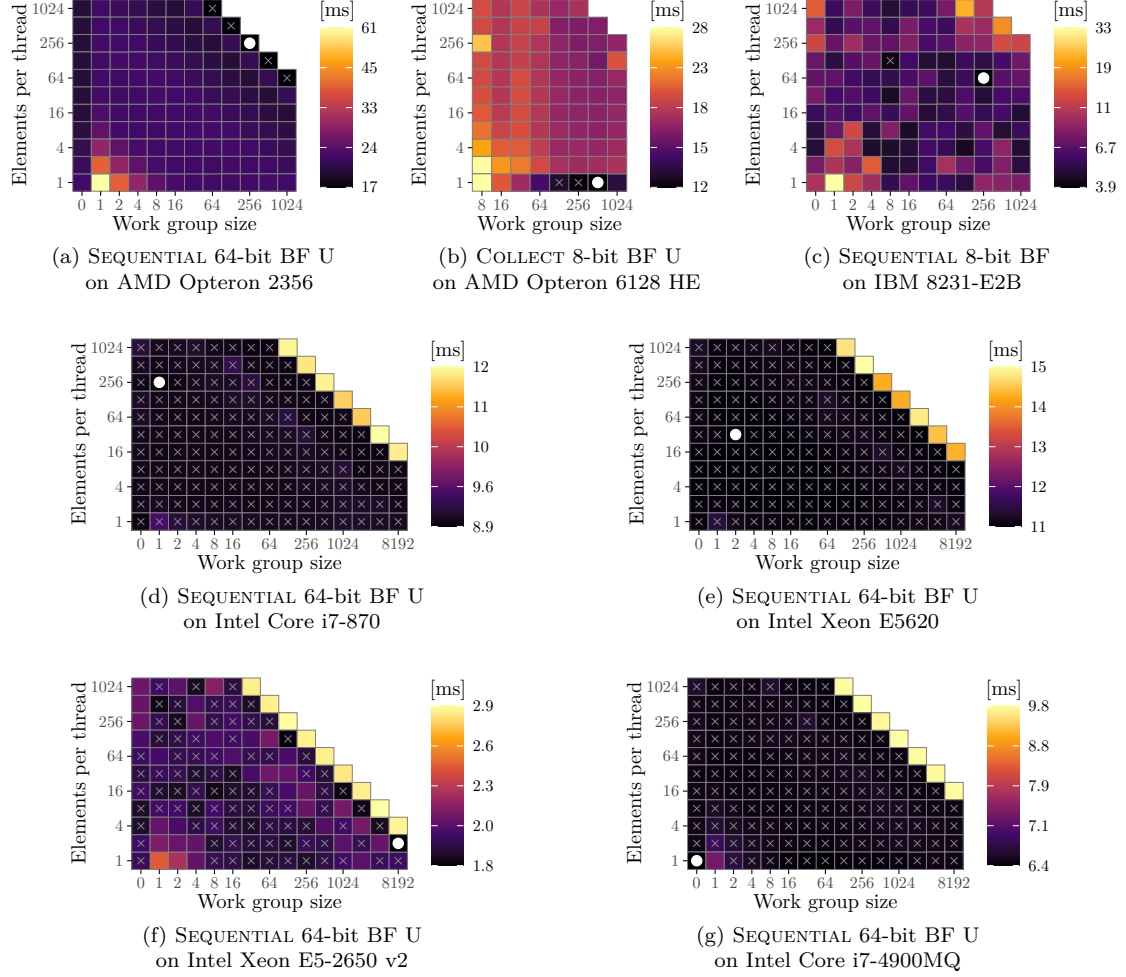 [ms] [ms] [ms]
Elements per thread
1024
256
64
16
4
1
0 1 2 4 8 16 64 256 1024
Work group size
61
45
33
24
17
(a) SEQUENTIAL 64-bit BF U
on AMD Opteron 2356
Elements per thread
1024
256
64
16
4
1
8 16 64 256 1024
Work group size
28
23
18
15
12
(b) COLLECT 8-bit BF U
on AMD Opteron 6128 HE
Elements per thread
1024
256
64
16
4
1
0 1 2 4 8 16 64 256 1024
Work group size
33
19
11
6.7
3.9
(c) SEQUENTIAL 8-bit BF
on IBM 8231-E2B
Elements per thread
1024
256
64
16
4
1
0 1 2 4 8 16 64 256 1024 8192
Work group size
[ms]
12
11
10
9.6
8.9
(d) SEQUENTIAL 64-bit BF U
on Intel Core i7-870
Elements per thread
1024
256
64
16
4
1
0 1 2 4 8 16 64 256 1024 8192
Work group size
[ms]
15
14
13
12
11
(e) SEQUENTIAL 64-bit BF U
on Intel Xeon E5620
Elements per thread
1024
256
64
16
4
1
0 1 2 4 8 16 64 256 1024 8192
Work group size
[ms]
2.9
2.6
2.3
2.0
1.8
(f) SEQUENTIAL 64-bit BF U
on Intel Xeon E5-2650 v2
Elements per thread
1024
256
64
16
4
1
0 1 2 4 8 16 64 256 1024 8192
Work group size
[ms]
9.8
8.8
7.9
7.1
6.4
(g) SEQUENTIAL 64-bit BF U
on Intel Core i7-4900MQ